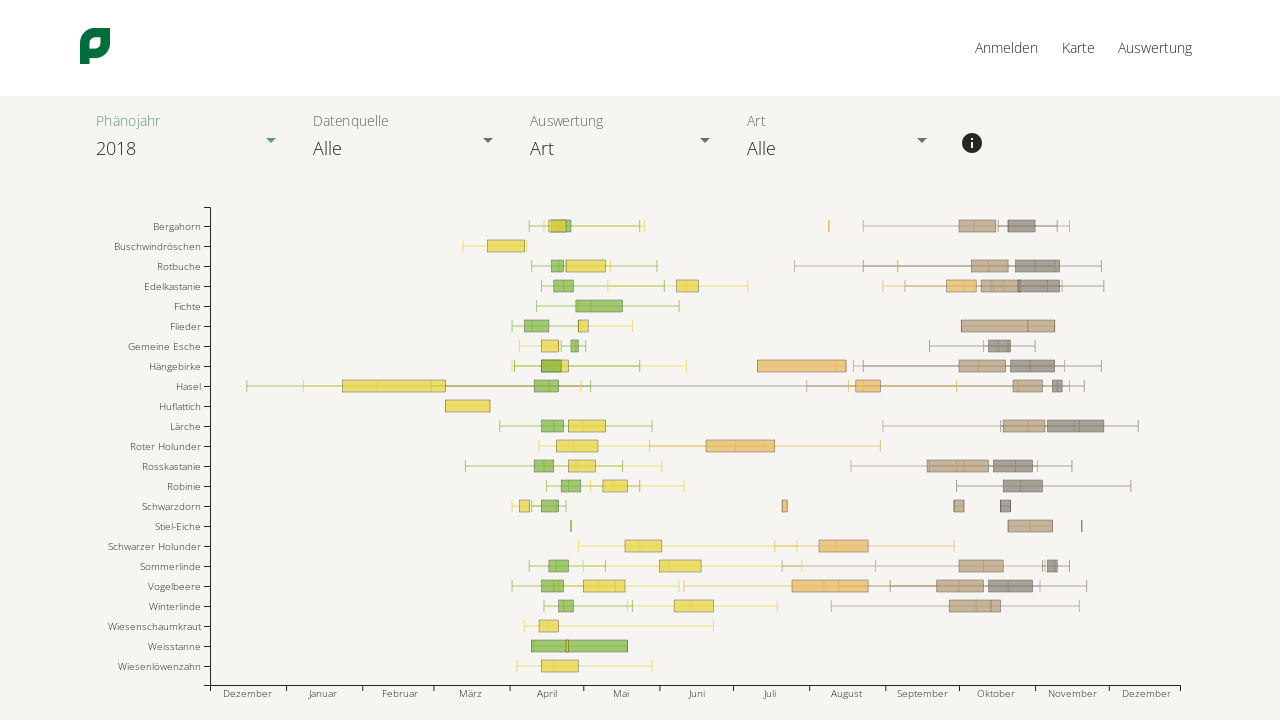 Anmelden Karte Auswertung
Phänojahr Datenquelle Auswertung Art
2018 Alle Art Alle
Bergahorn
Buschwindröschen
Rotbuche
Edelkastanie
Fichte
Flieder
Gemeine Esche
Hängebirke
Hasel
Huflattich
Lärche
Roter Holunder
Rosskastanie
Robinie
Schwarzdorn
Stiel-Eiche
Schwarzer Holunder
Sommerlinde
Vogelbeere
Winterlinde
Wiesenschaumkraut
Weisstanne
Wiesenlöwenzahn
Dezember Januar Februar März April Mai Juni Juli August September Oktober November Dezember